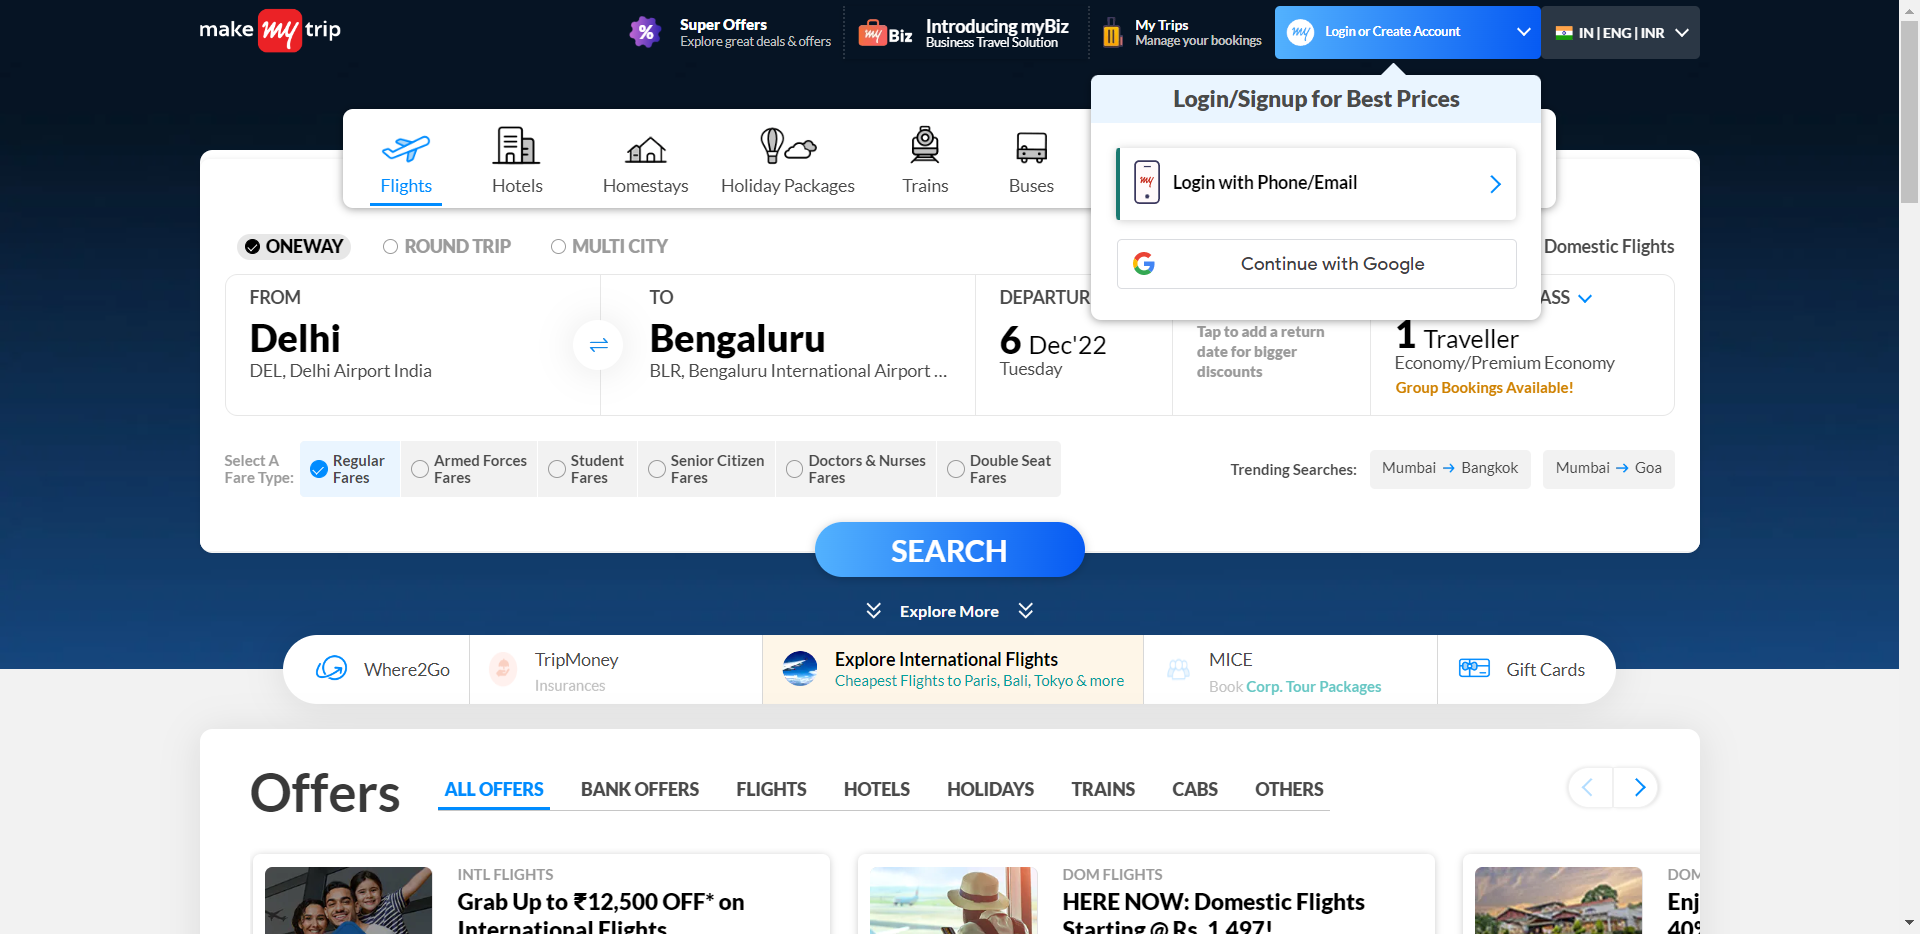 make my trip
%
Super Offers
Explore great deals & offers
my Biz
Introducing myBiz
Business Travel Solution
My Trips
Manage your bookings
my
Login or Create Account
IN | ENG | INR
Login/Signup for Best Prices
my
Login with Phone/Email
Continue with Google
Flights
Hotels
Homestays
Holiday Packages
Trains
Buses
ONEWAY
ROUND TRIP
MULTI CITY
Domestic Flights
FROM
Delhi
DEL, Delhi Airport India
TO
Bengaluru
BLR, Bengaluru International Airport ...
DEPARTUR
6 Dec'22
Tuesday
Tap to add a return
date for bigger
discounts
ASS
1 Traveller
Economy/Premium Economy
Group Bookings Available!
Select A
Fare Type:
Regular
Fares
Armed Forces
Fares
Student
Fares
Senior Citizen
Fares
Doctors & Nurses
Fares
Double Seat
Fares
Trending Searches:
Mumbai → Bangkok
Mumbai → Goa
SEARCH
Explore More
Where2Go
TripMoney
Insurances
Explore International Flights
Cheapest Flights to Paris, Bali, Tokyo & more
MICE
Book Corp. Tour Packages
Gift Cards
Offers
ALL OFFERS
BANK OFFERS
FLIGHTS
HOTELS
HOLIDAYS
TRAINS
CABS
OTHERS
INTL FLIGHTS
Grab Up to ₹12,500 OFF* on
International Flights
DOM FLIGHTS
HERE NOW: Domestic Flights
Starting @ Rs. 1,497!
DOM
Enj
40%